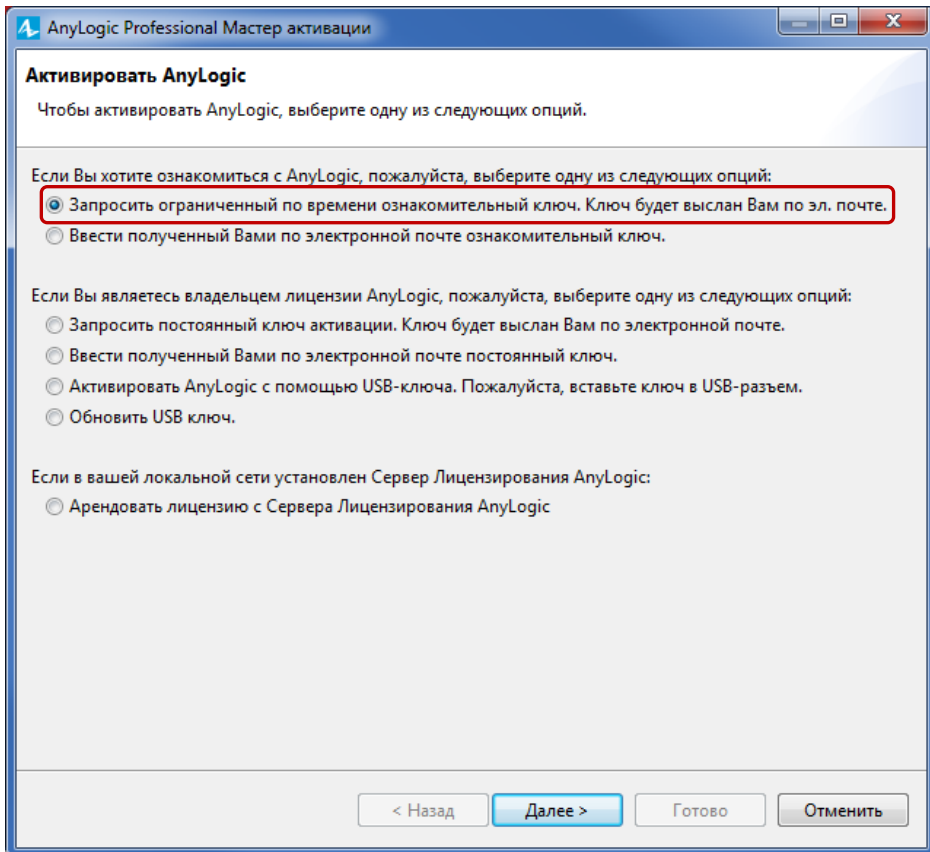 AnyLogic Professional Мастер активации
Активировать AnyLogic
Чтобы активировать AnyLogic, выберите одну из следующих опций.
Если Вы хотите ознакомиться с AnyLogic, пожалуйста, выберите одну из следующих опций:
Запросить ограниченный по времени ознакомительный ключ. Ключ будет выслан Вам по эл. почте.
Ввести полученный Вами по электронной почте ознакомительный ключ.
Если Вы являетесь владельцем лицензии AnyLogic, пожалуйста, выберите одну из следующих опций:
Запросить постоянный ключ активации. Ключ будет выслан Вам по электронной почте.
Ввести полученный Вами по электронной почте постоянный ключ.
Активировать AnyLogic с помощью USB-ключа. Пожалуйста, вставьте ключ в USB-разъем.
Обновить USB ключ.
Если в вашей локальной сети установлен Сервер Лицензирования AnyLogic:
Арендовать лицензию с Сервера Лицензирования AnyLogic
< Назад Далее > Готово Отменить